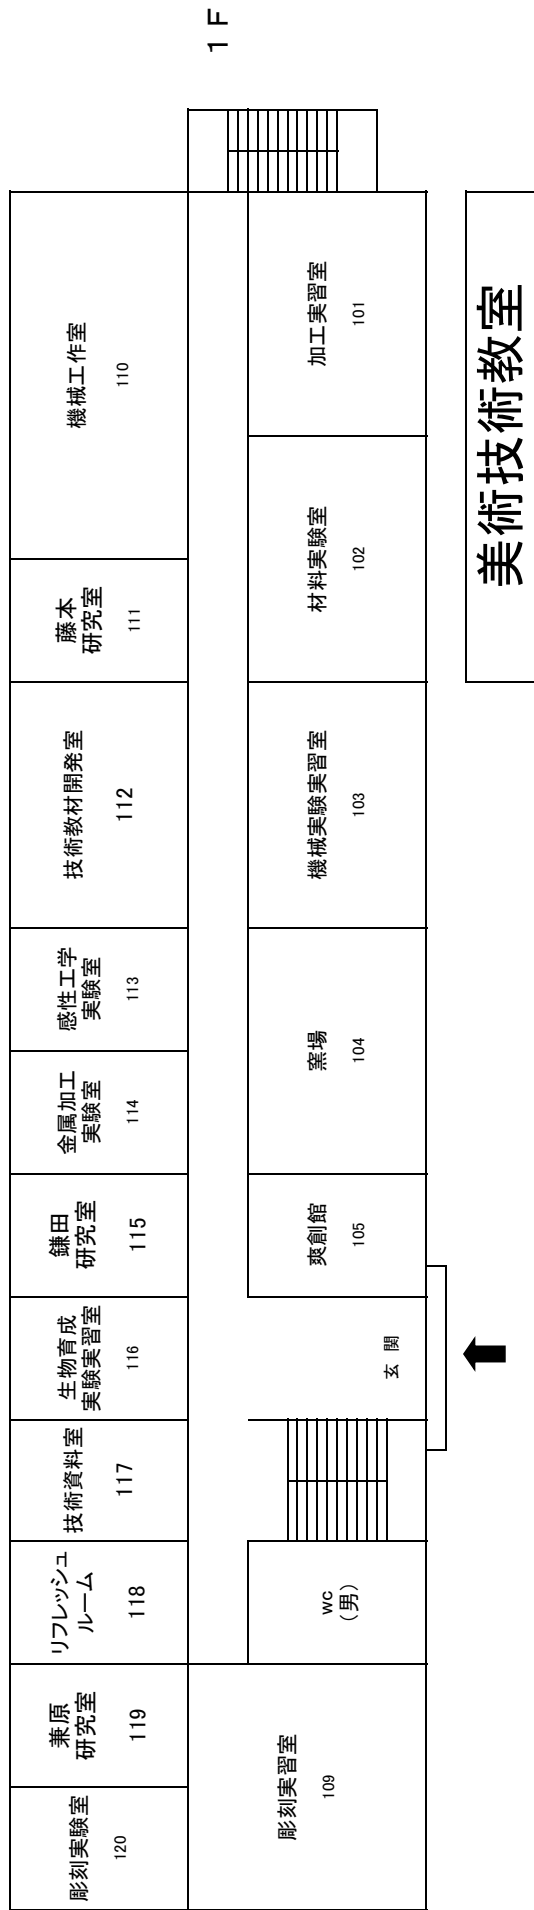 彫刻実験室
120
兼原
研究室
119
リフレッシュ
ルーム
118
技術資料室
117
生物育成
実験実習室
116
鎌田
研究室
115
金属加工
実験室
114
感性工学
実験室
113
技術教材開発室
112
藤本
研究室
111
機械工作室
110
1F
彫刻実習室
109
wc
(男)
玄 関
爽創館
105
窯場
104
機械実験実習室
103
材料実験室
102
加工実習室
101
美術技術教室